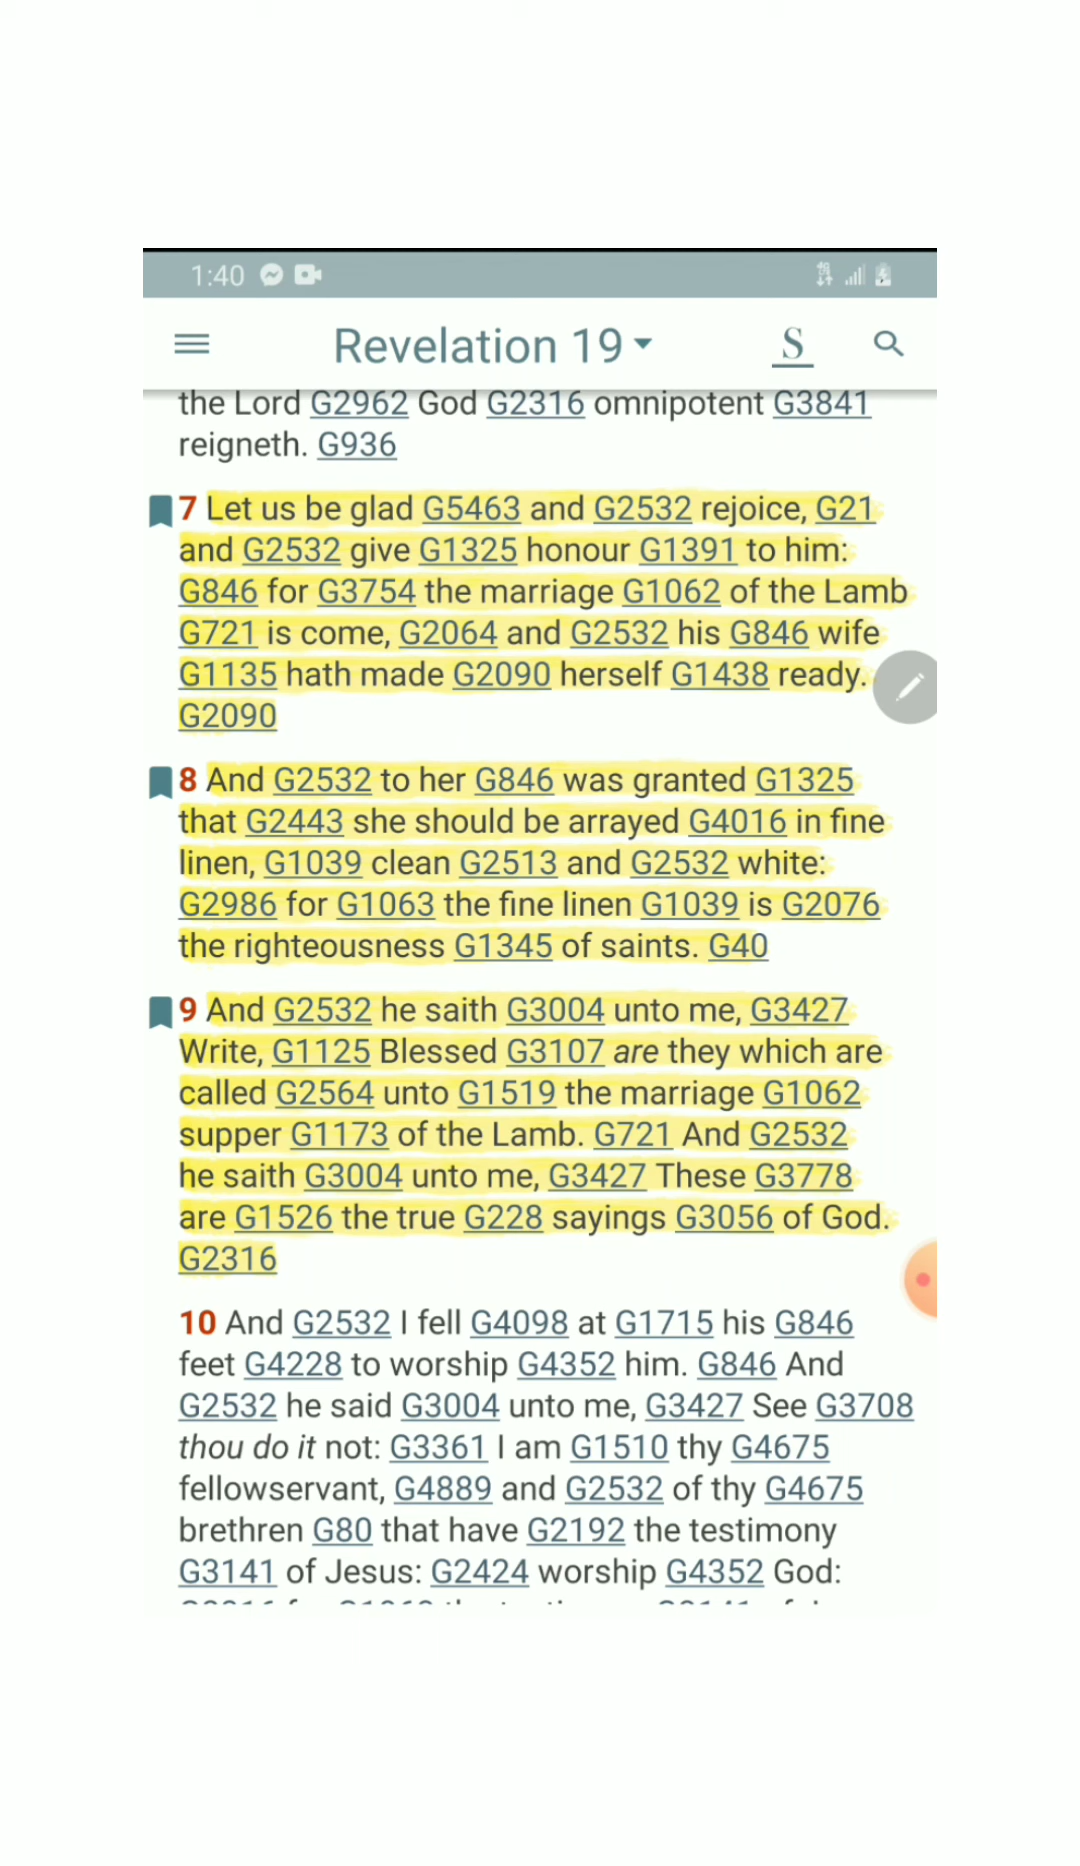 1:40
Revelation 19
S
the Lord G2962 God G2316 omnipotent G3841
reigneth. G936
7 Let us be glad G5463 and G2532 rejoice, G21
and G2532 give G1325 honour G1391 to him:
G846 for G3754 the marriage G1062 of the Lamb
G721 is come, G2064 and G2532 his G846 wife
G1135 hath made G2090 herself G1438 ready.
G2090
8 And G2532 to her G846 was granted G1325
that G2443 she should be arrayed G4016 in fine
linen, G1039 clean G2513 and G2532 white:
G2986 for G1063 the fine linen G1039 is G2076
the righteousness G1345 of saints. G40
9 And G2532 he saith G3004 unto me, G3427
Write, G1125 Blessed G3107 are they which are
called G2564 unto G1519 the marriage G1062
supper G1173 of the Lamb. G721 And G2532
he saith G3004 unto me, G3427 These G3778
are G1526 the true G228 sayings G3056 of God.
G2316
10 And G2532 I fell G4098 at G1715 his G846
feet G4228 to worship G4352 him. G846 And
G2532 he said G3004 unto me, G3427 See G3708
thou do it not: G3361 I am G1510 thy G4675
fellowservant, G4889 and G2532 of thy G4675
brethren G80 that have G2192 the testimony
G3141 of Jesus: G2424 worship G4352 God: